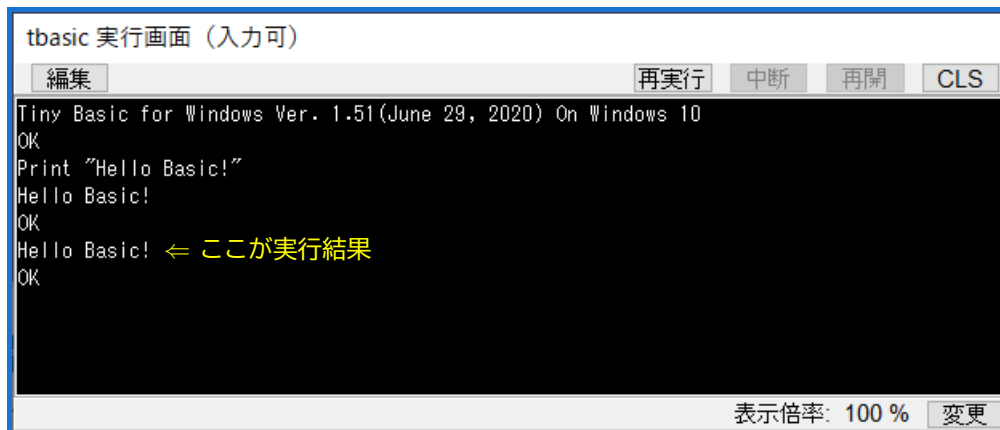 tbasic 実行画面（入力可）
編集 再実行 中断 再開 CLS
Tiny Basic for Windows Ver. 1.51(June 29, 2020) On Windows 10
OK
Print "Hello Basic!"
Hello Basic!
OK
Hello Basic! ⇐ ここが実行結果
OK
表示倍率: 100 % 変更